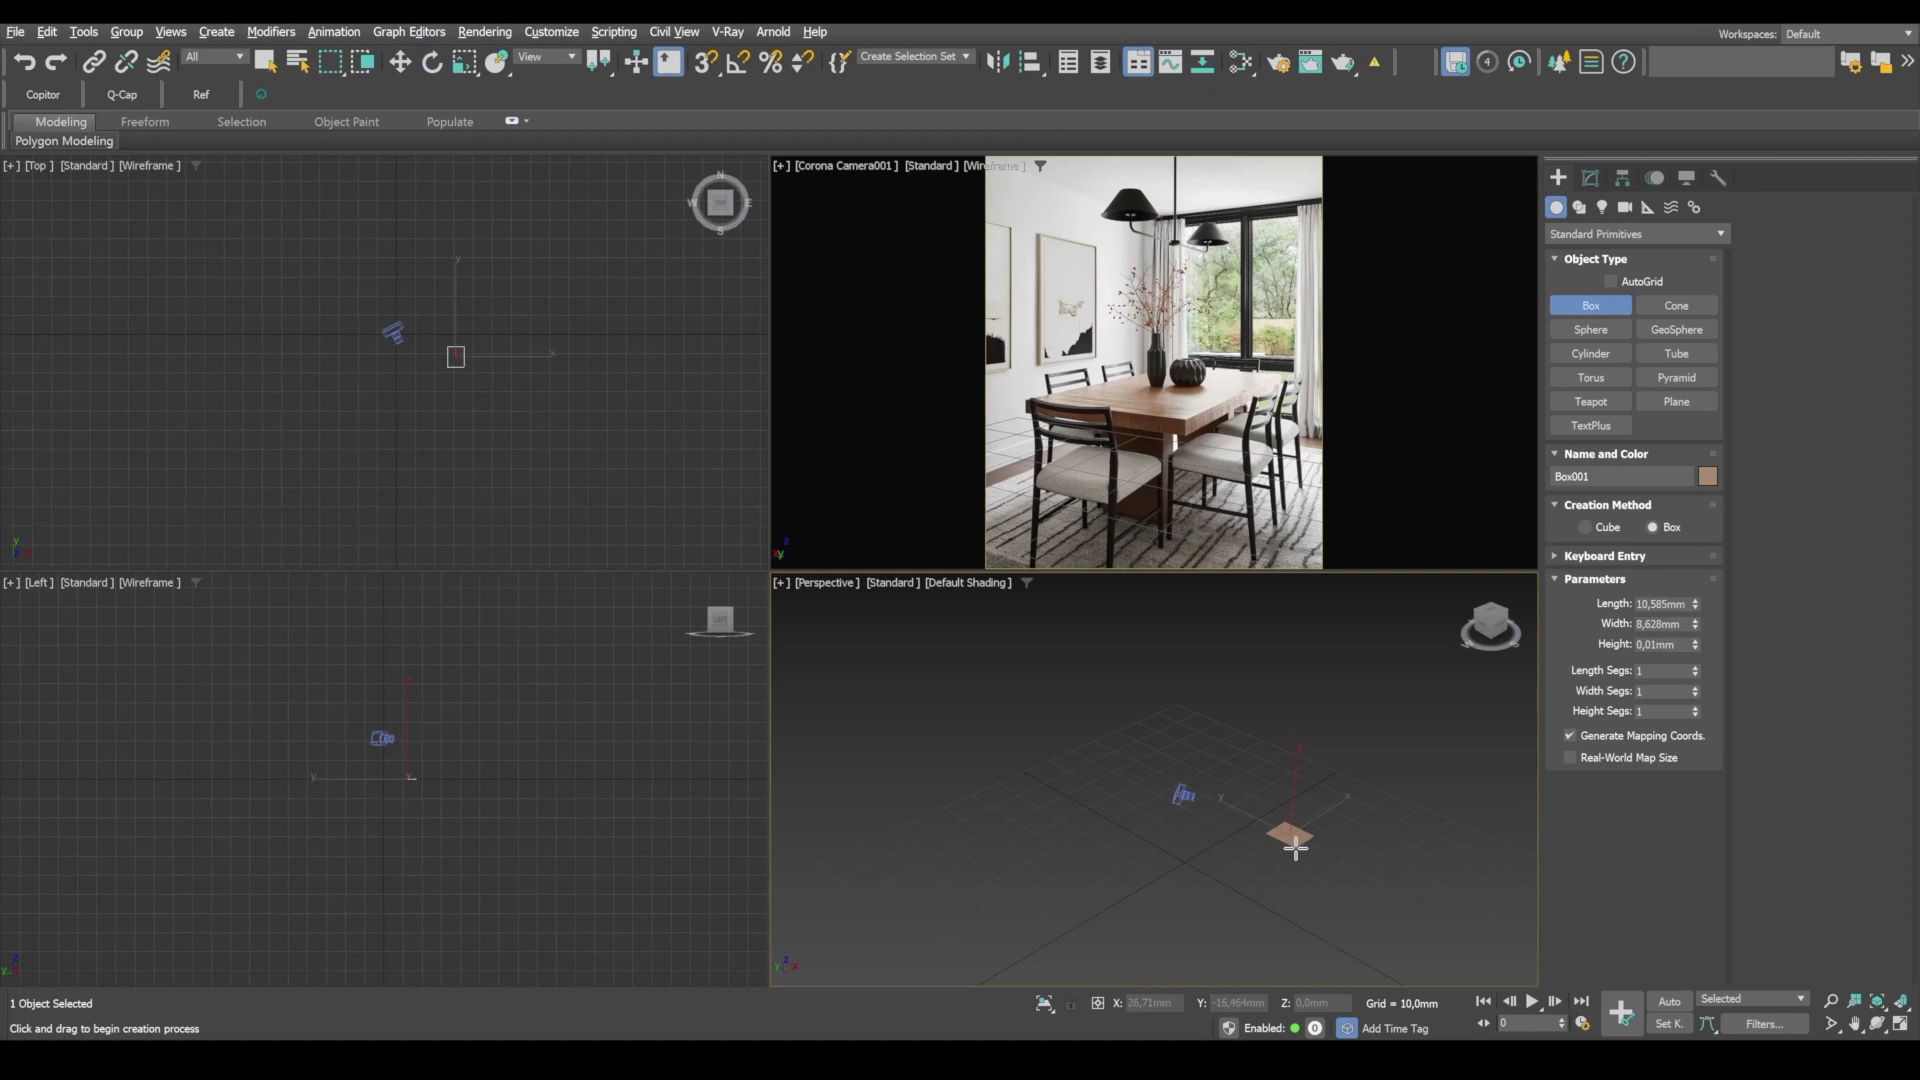 File Edit Tools Group Views Create Modifiers Animation Graph Editors Rendering Customize Scripting Civil View V-Ray Arnold Help
Workspaces: Default
All View Create Selection Set 4
Copitor Q-Cap Ref
Modeling Freeform Selection Object Paint Populate
Polygon Modeling
[+] [Top ] [Standard ] [Wireframe ]
N
W TOP E
S
y
x
y
z x
[+] [Corona Camera001 ] [Standard ] [Wireframe ]
z
xy
Standard Primitives
Object Type
AutoGrid
Box Cone
Sphere GeoSphere
Cylinder Tube
Torus Pyramid
Teapot Plane
TextPlus
Name and Color
Box001
Creation Method
Cube Box
Keyboard Entry
Parameters
Length: 10,585mm
Width: 8,628mm
Height: 0,01mm
Length Segs: 1
Width Segs: 1
Height Segs: 1
Generate Mapping Coords.
Real-World Map Size
[+] [Left ] [Standard ] [Wireframe ]
LEFT
z
y x
z
y
[+] [Perspective ] [Standard ] [Default Shading ]
z
y x
z
y x
1 Object Selected
Click and drag to begin creation process
X: 26,71mm Y: -16,464mm Z: 0,0mm Grid = 10,0mm
Enabled: 0 Add Time Tag
0
Auto Selected
Set K. Filters...